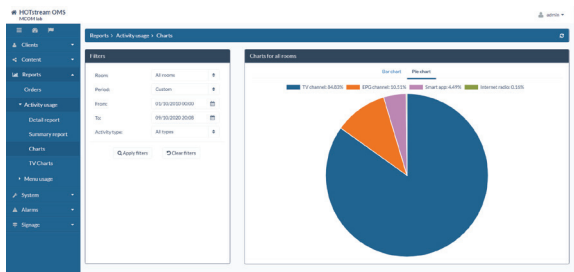 HOTstream OMS
MCOM lab
admin
Clients
Content
Reports
Orders
Activity usage
Detail report
Summary report
Charts
TV Charts
Menu usage
System
Alarms
Signage
Reports > Activity usage > Charts
Filters
Room: All rooms
Period: Custom
From: 01/10/2010 00:00
To: 09/10/2020 20:08
Activity type: All types
Apply filters Clear filters
Charts for all rooms
Bar chart Pie chart
TV channel: 84.83% EPG channel: 10.51% Smart app: 4.49% Internet radio: 0.16%